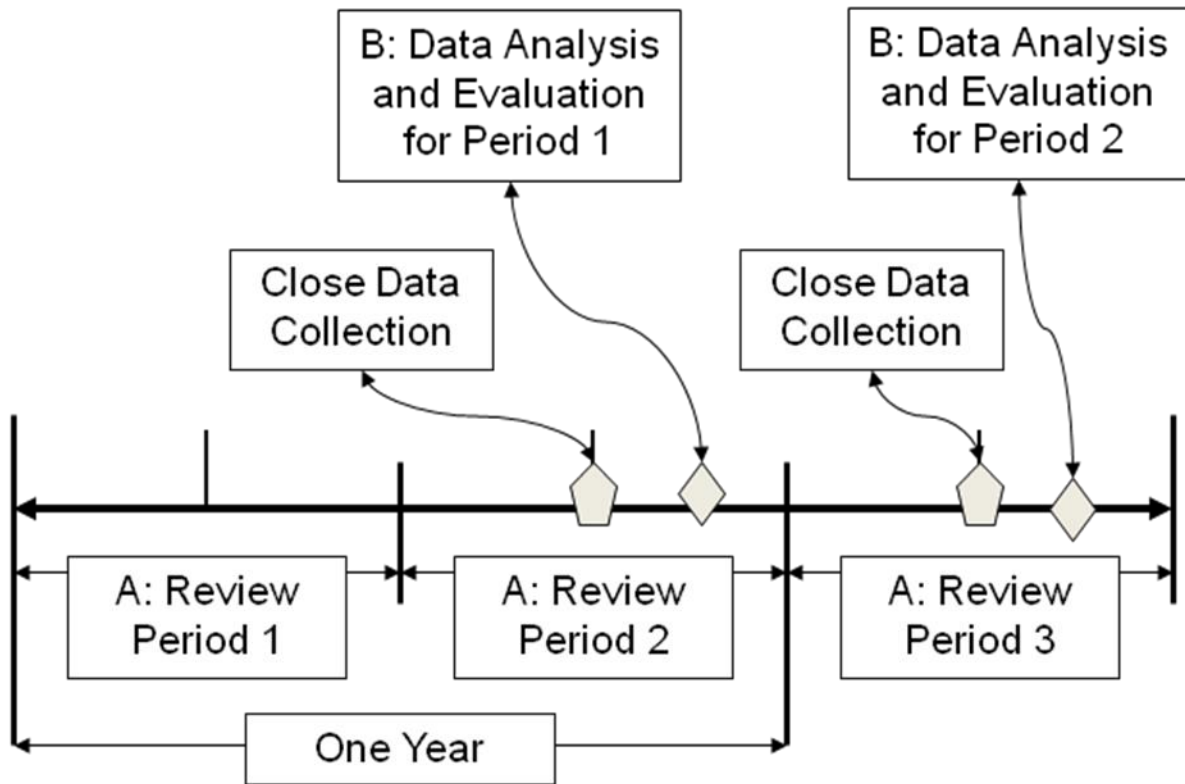 B: Data Analysis
and Evaluation
for Period 1
B: Data Analysis
and Evaluation
for Period 2
Close Data
Collection
Close Data
Collection
A: Review
Period 1
A: Review
Period 2
A: Review
Period 3
One Year